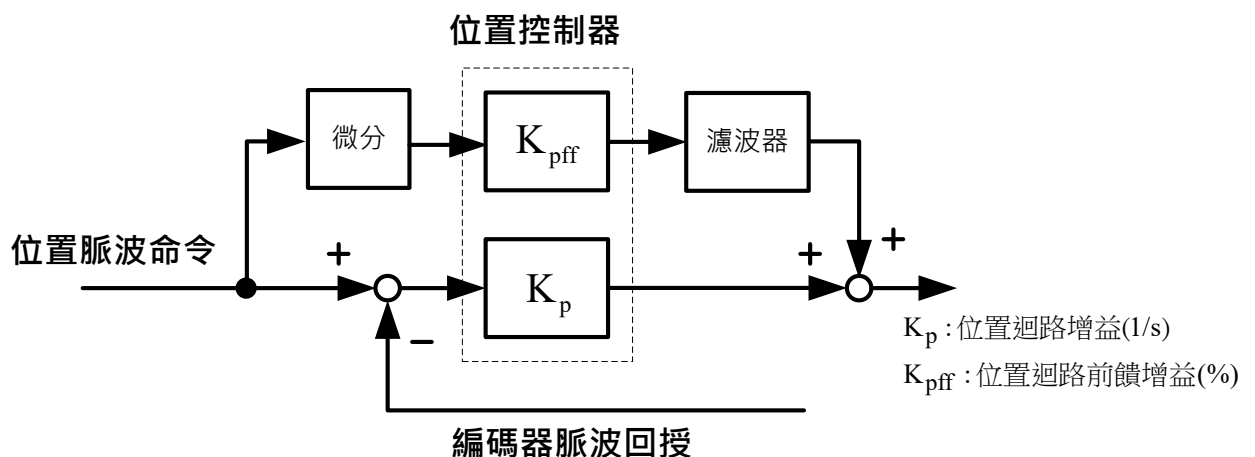 位置控制器
微分
Kpff
濾波器
位置脈波命令
+
+
+
Kp
−
Kp : 位置迴路增益(1/s)
Kpff : 位置迴路前饋增益(%)
編碼器脈波回授